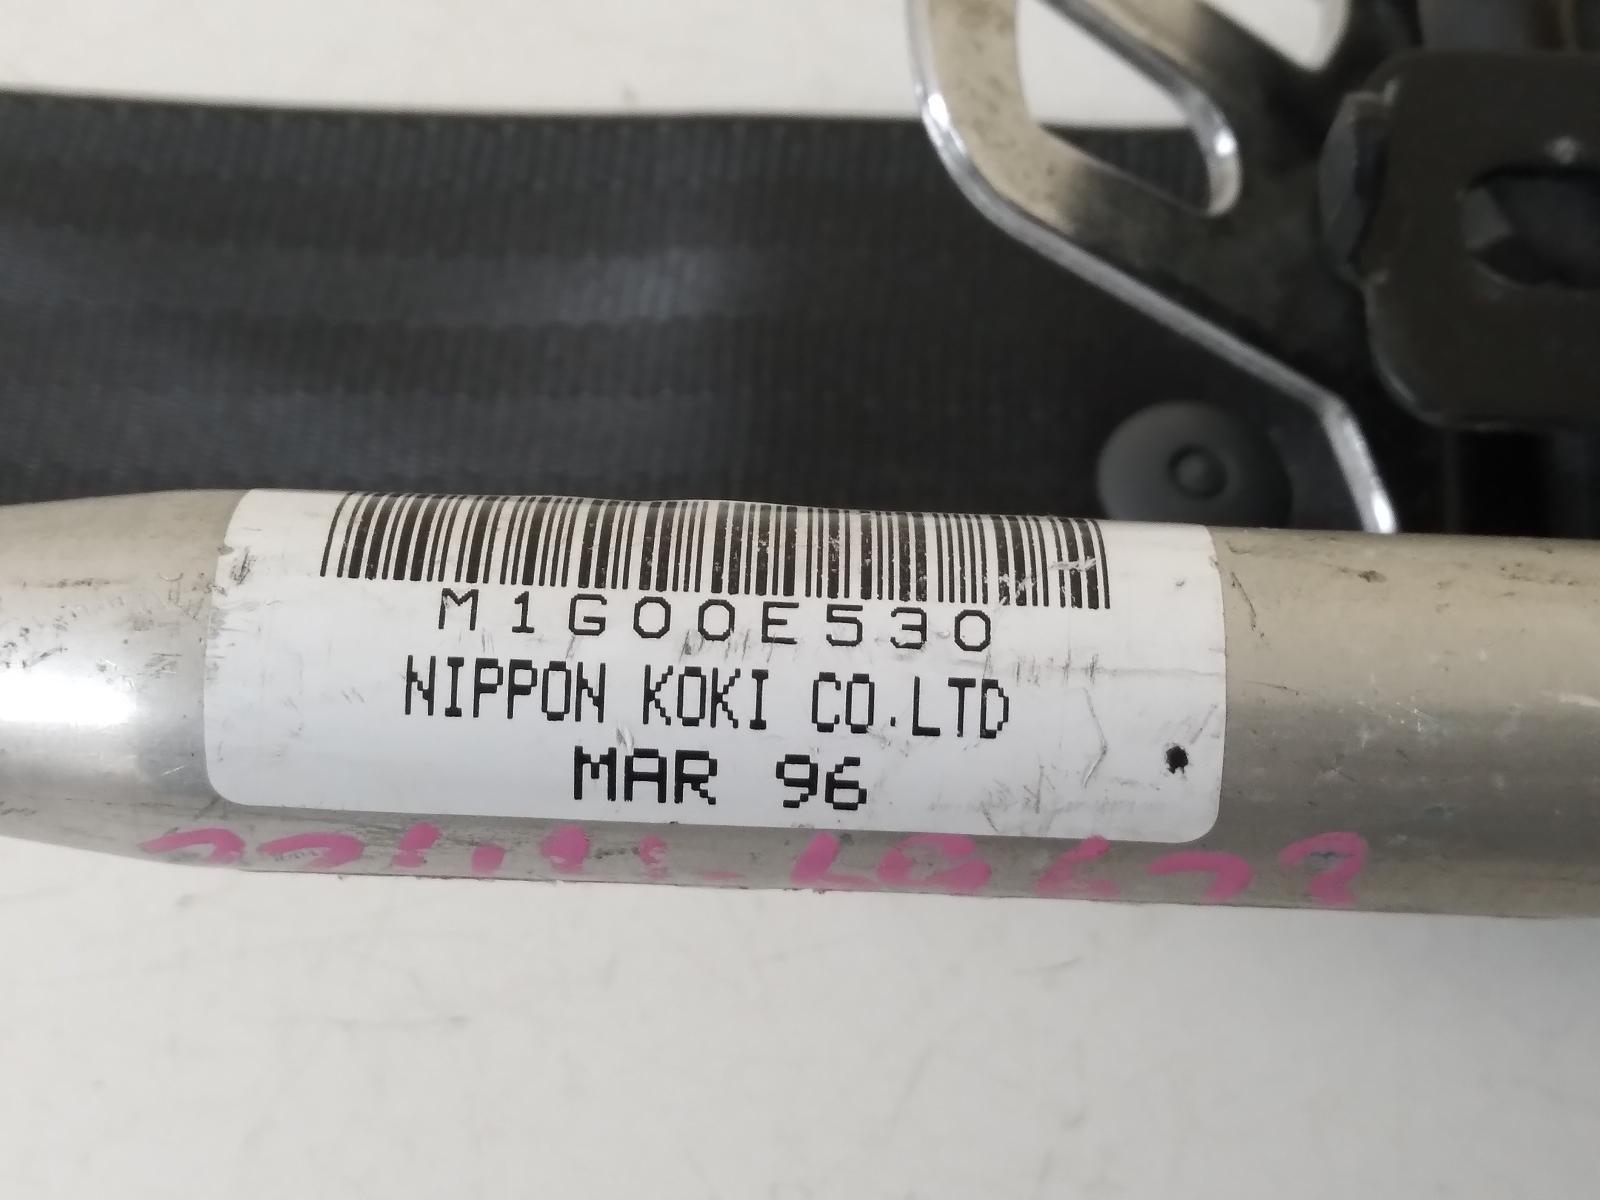 M1G00E530
NIPPON KOKI CO.LTD
MAR 96